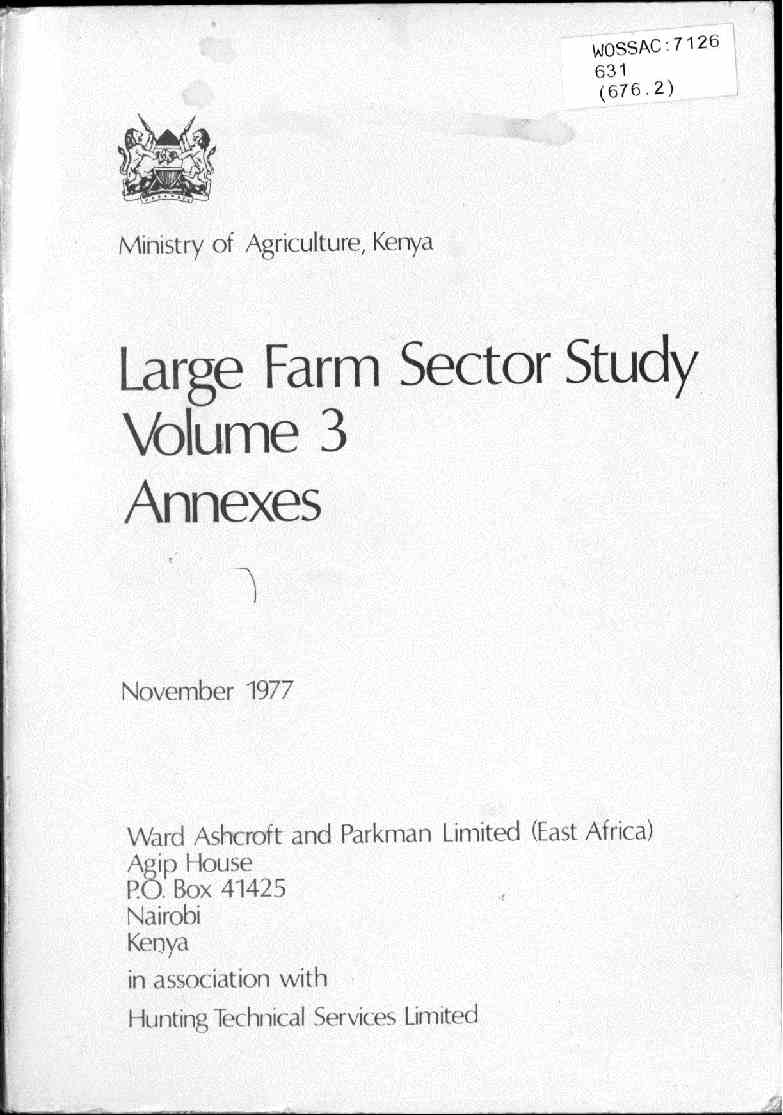 WOSSAC:7126
631
(676.2)
Ministry of Agriculture, Kenya
Large Farm Sector Study
Volume 3
Annexes
November 1977
Ward Ashcroft and Parkman Limited (East Africa)
Agip House
P.O. Box 41425
Nairobi
Kenya
in association with
Hunting Technical Services Limited